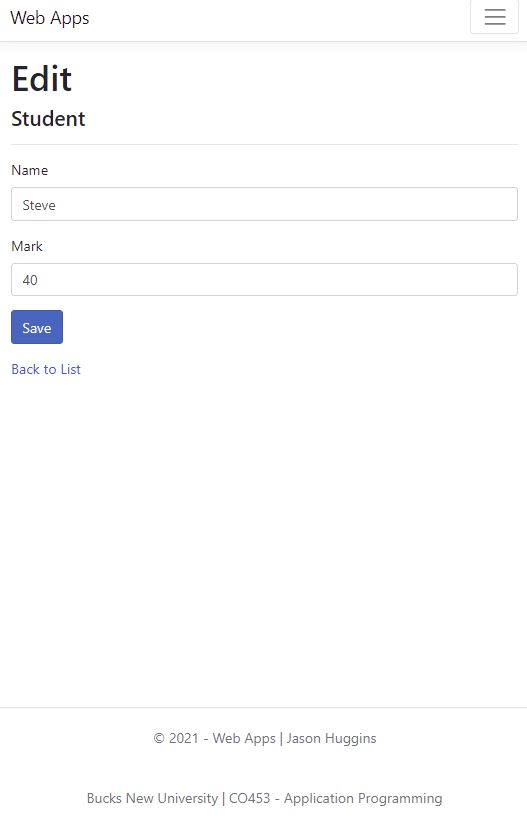 Web Apps
Edit
Student
Name
Steve
Mark
40
Save
Back to List
© 2021 - Web Apps | Jason Huggins
Bucks New University | CO453 - Application Programming